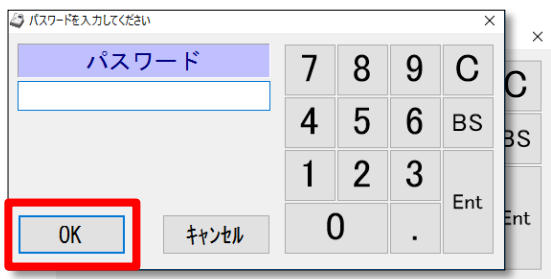 パスワードを入力してください ×
パスワード
7 8 9 C
4 5 6 BS
1 2 3 Ent
0 .
OK キャンセル
×
C
BS
Ent